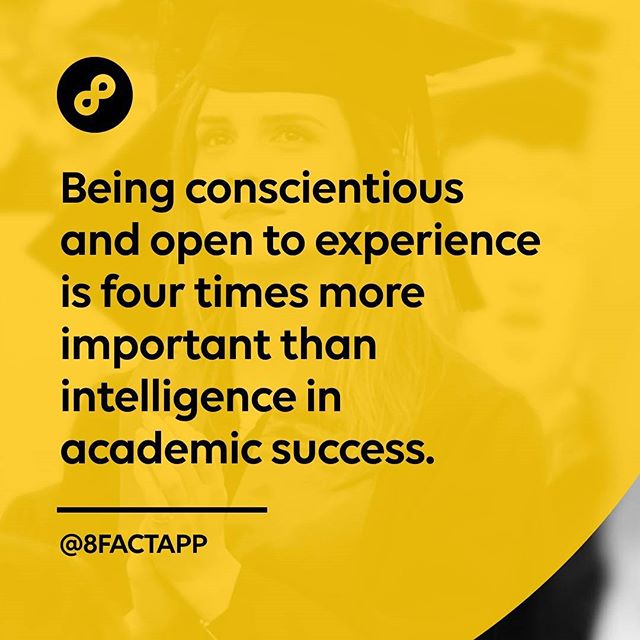 Being conscientious
and open to experience
is four times more
important than
intelligence in
academic success.
@8FACTAPP